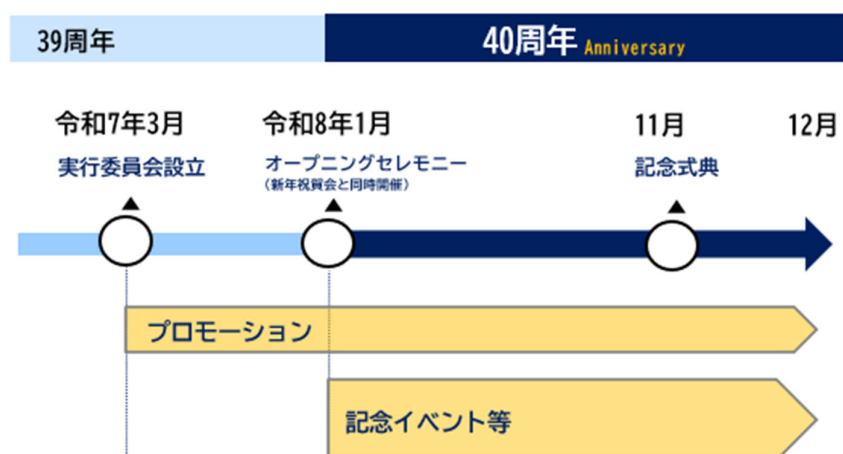 39周年
40周年 Anniversary
令和7年3月
実行委員会設立
令和8年1月
オープニングセレモニー
(新年祝賀会と同時開催)
11月
記念式典
12月
プロモーション
記念イベント等